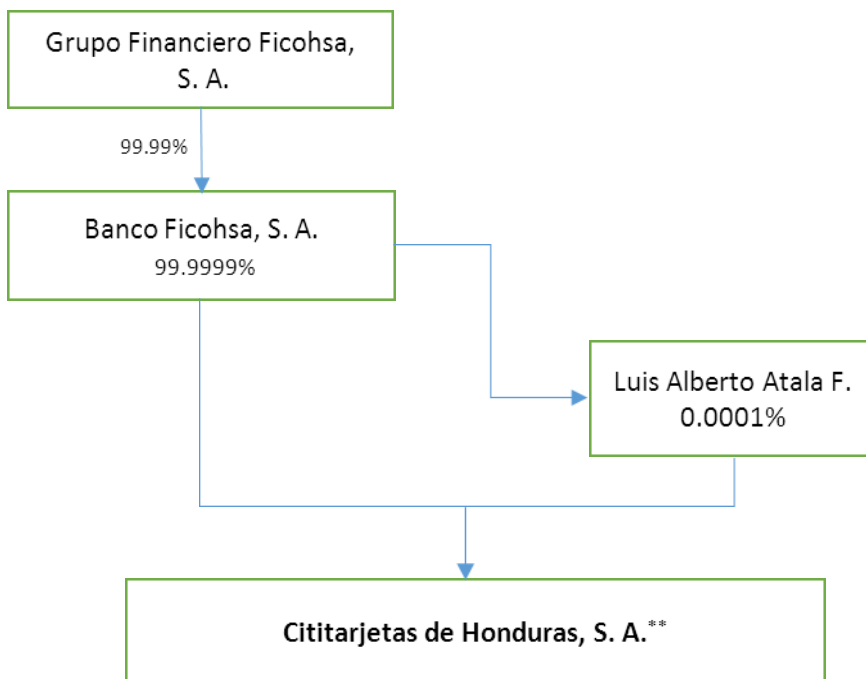 Grupo Financiero Ficohsa,
S. A.
99.99%
Banco Ficohsa, S. A.
99.9999%
Luis Alberto Atala F.
0.0001%
Cititarjetas de Honduras, S. A.**